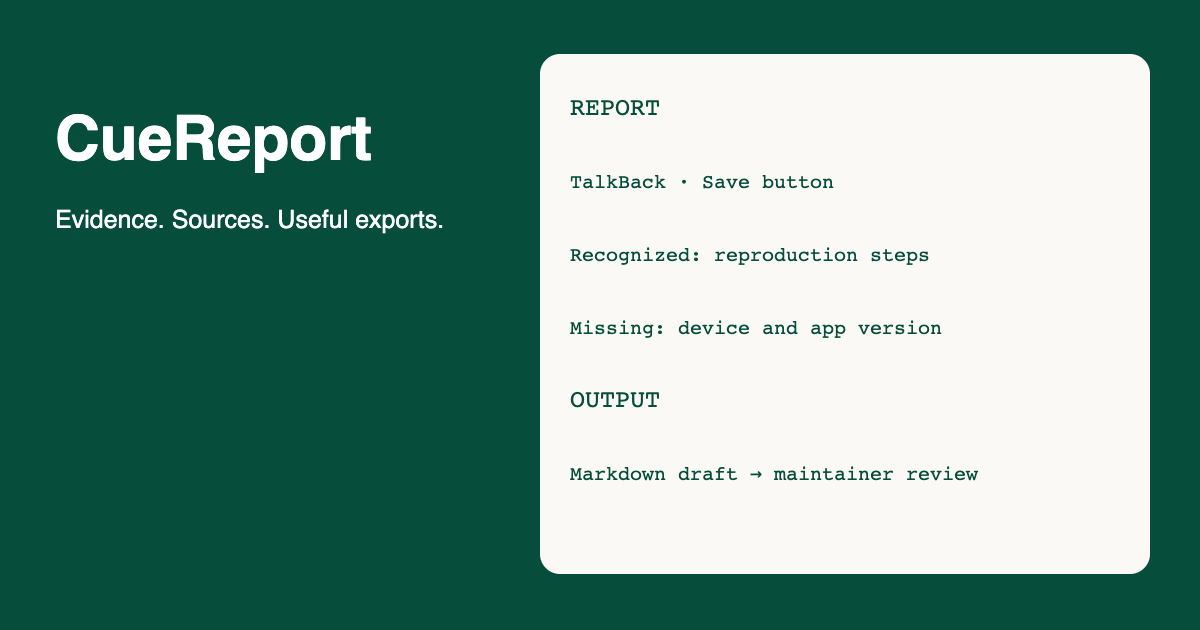 CueReport
Evidence. Sources. Useful exports.
REPORT
TalkBack · Save button
Recognized: reproduction steps
Missing: device and app version
OUTPUT
Markdown draft → maintainer review